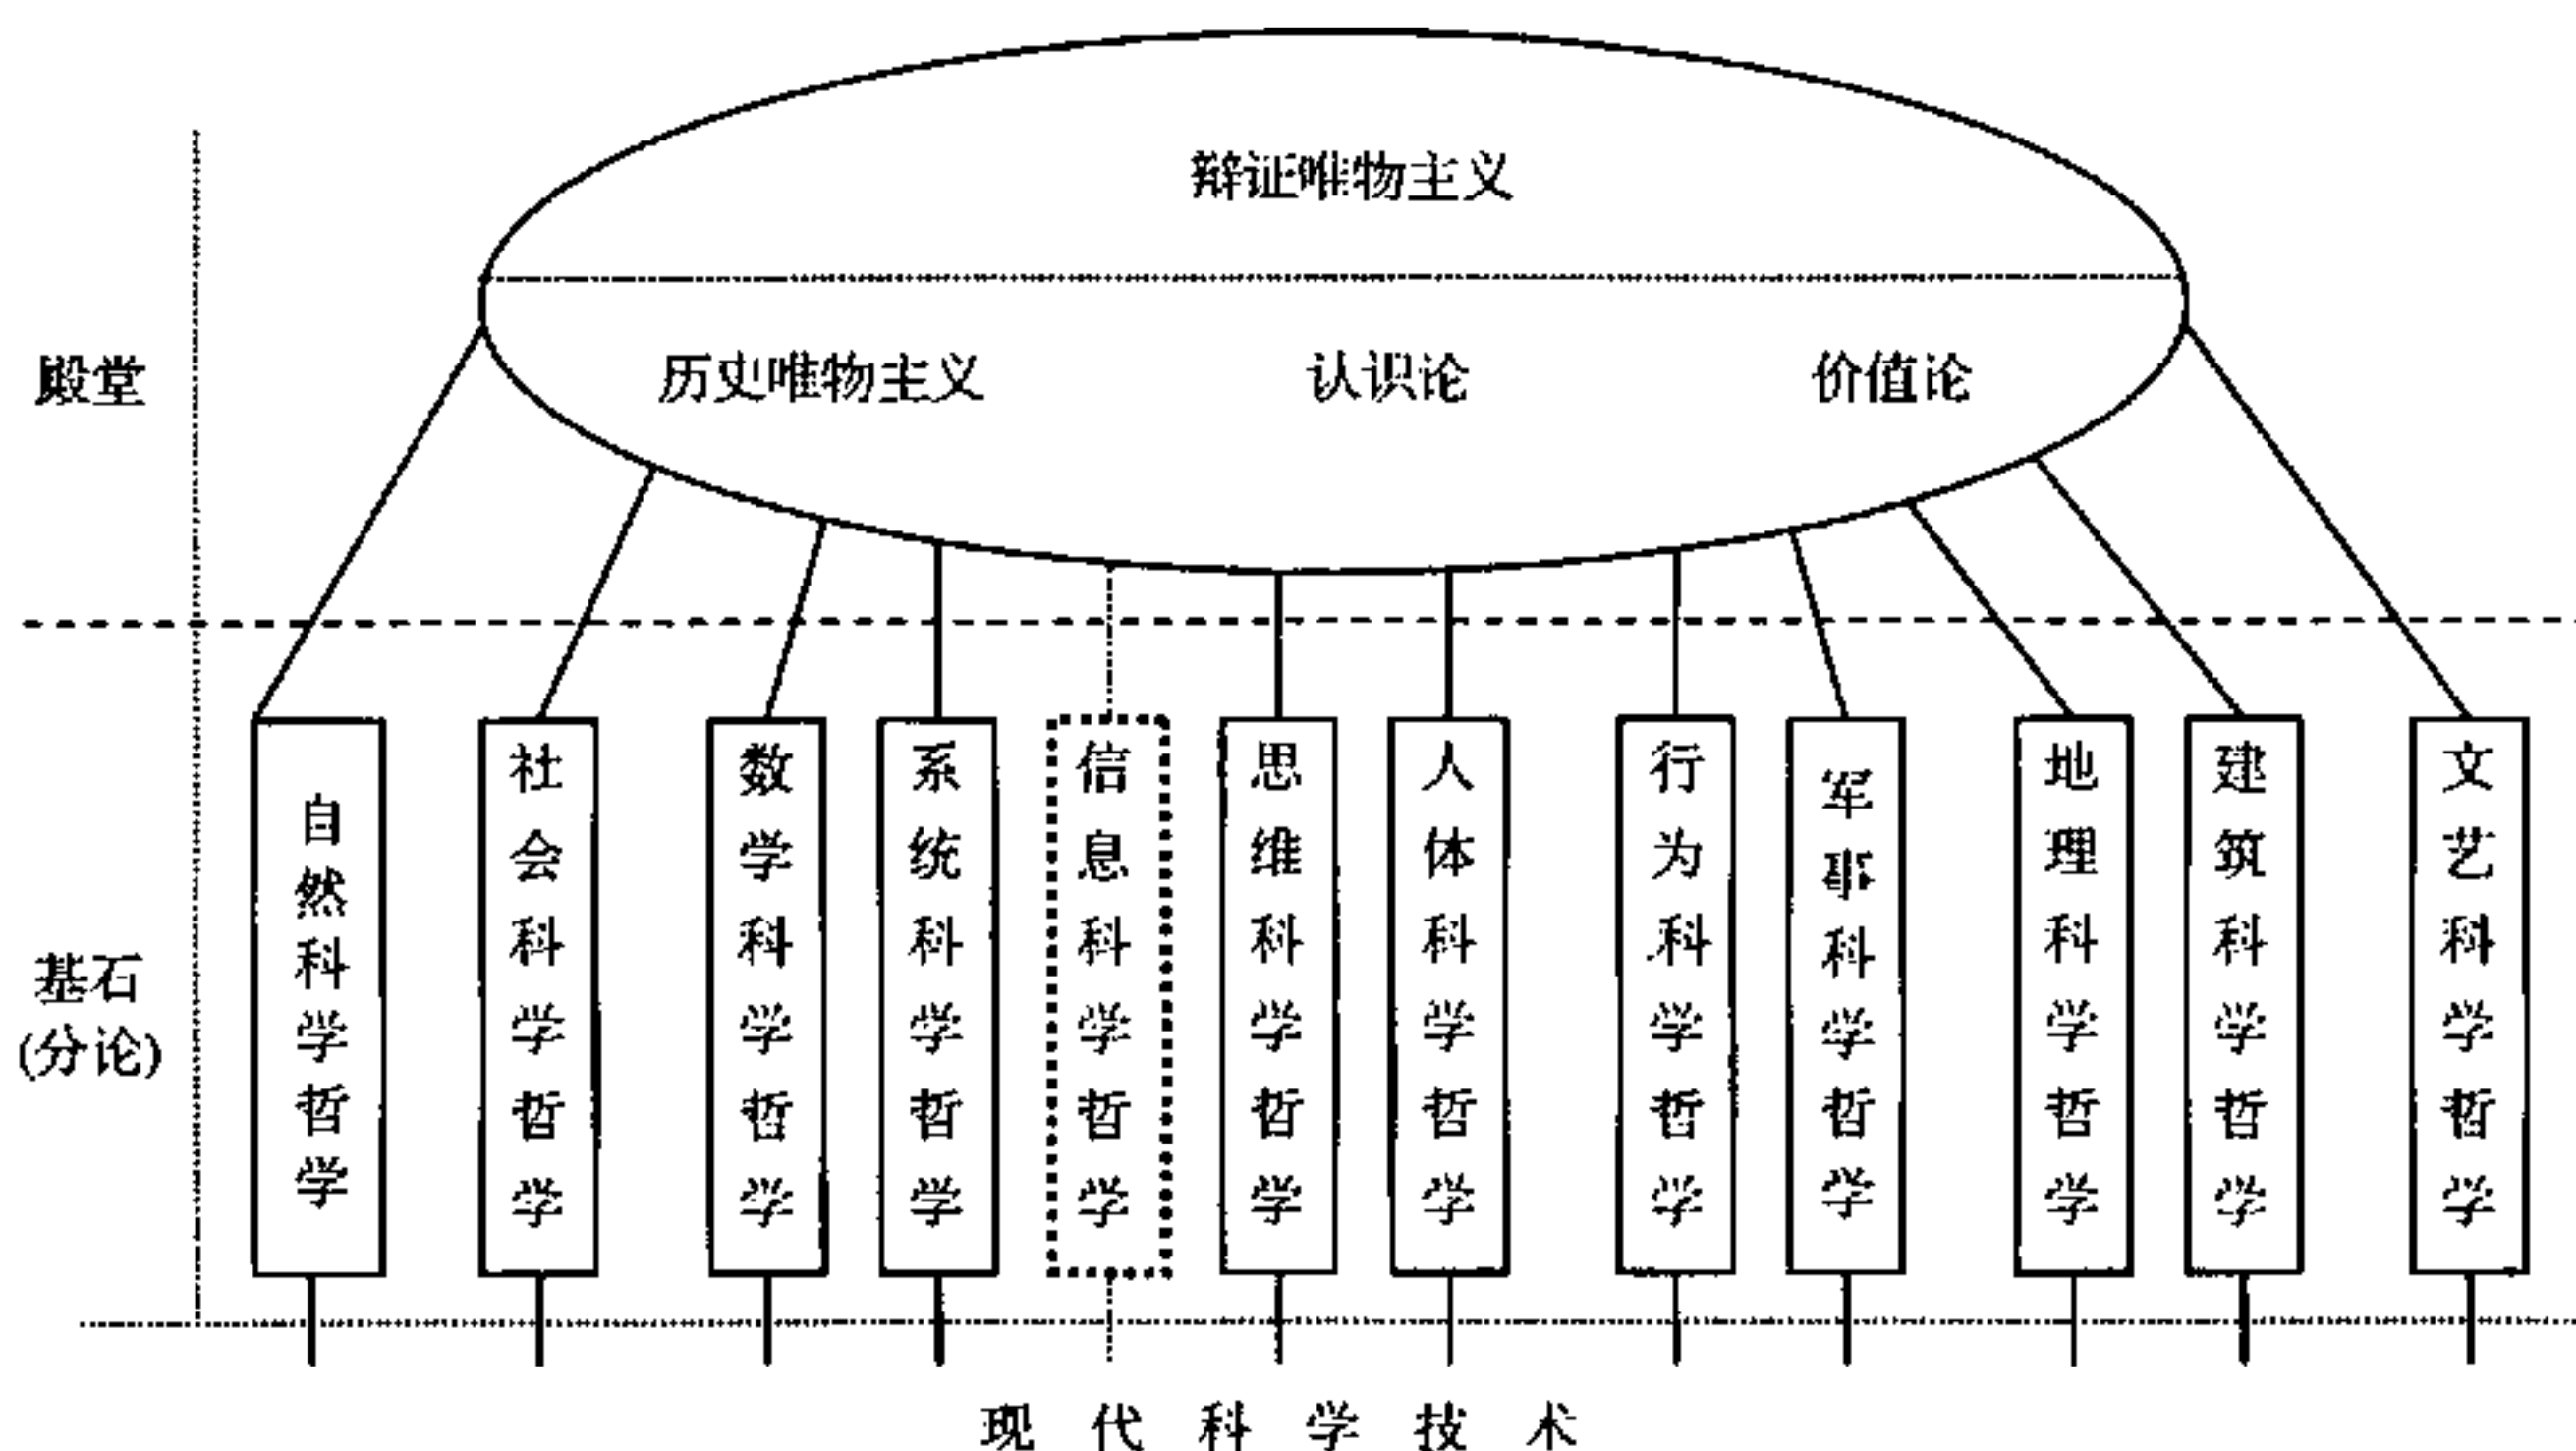 辩证唯物主义
殿堂
历史唯物主义
认识论
价值论
基石
(分论)
自然科学哲学
社会科学哲学
数学科学哲学
系统科学哲学
信息科学哲学
思维科学哲学
人体科学哲学
行为科学哲学
军事科学哲学
地理科学哲学
建筑科学哲学
文艺科学哲学
现代科学技术